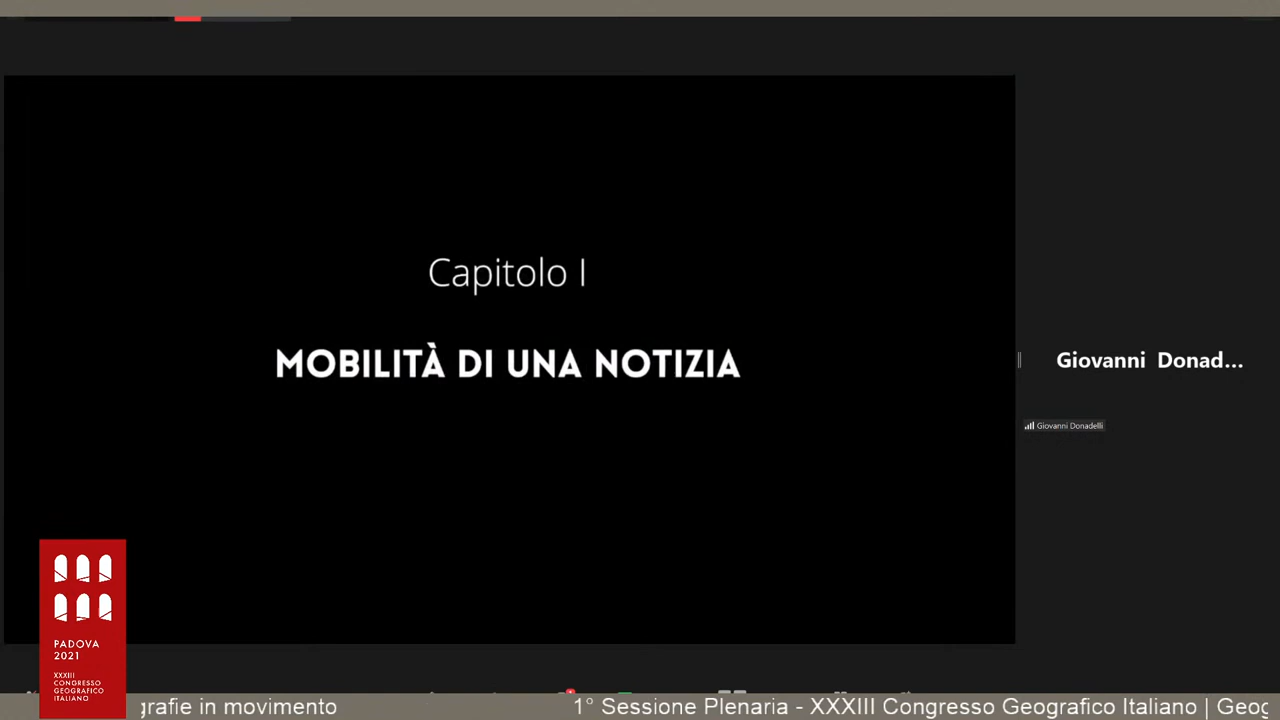 Capitolo I
MOBILITÀ DI UNA NOTIZIA
Giovanni Donad...
Giovanni Donadelli
PADOVA
2021
XXXIII
CONGRESSO
GEOGRAFICO
ITALIANO
grafie in movimento
1° Sessione Plenaria - XXXIII Congresso Geografico Italiano | Geog